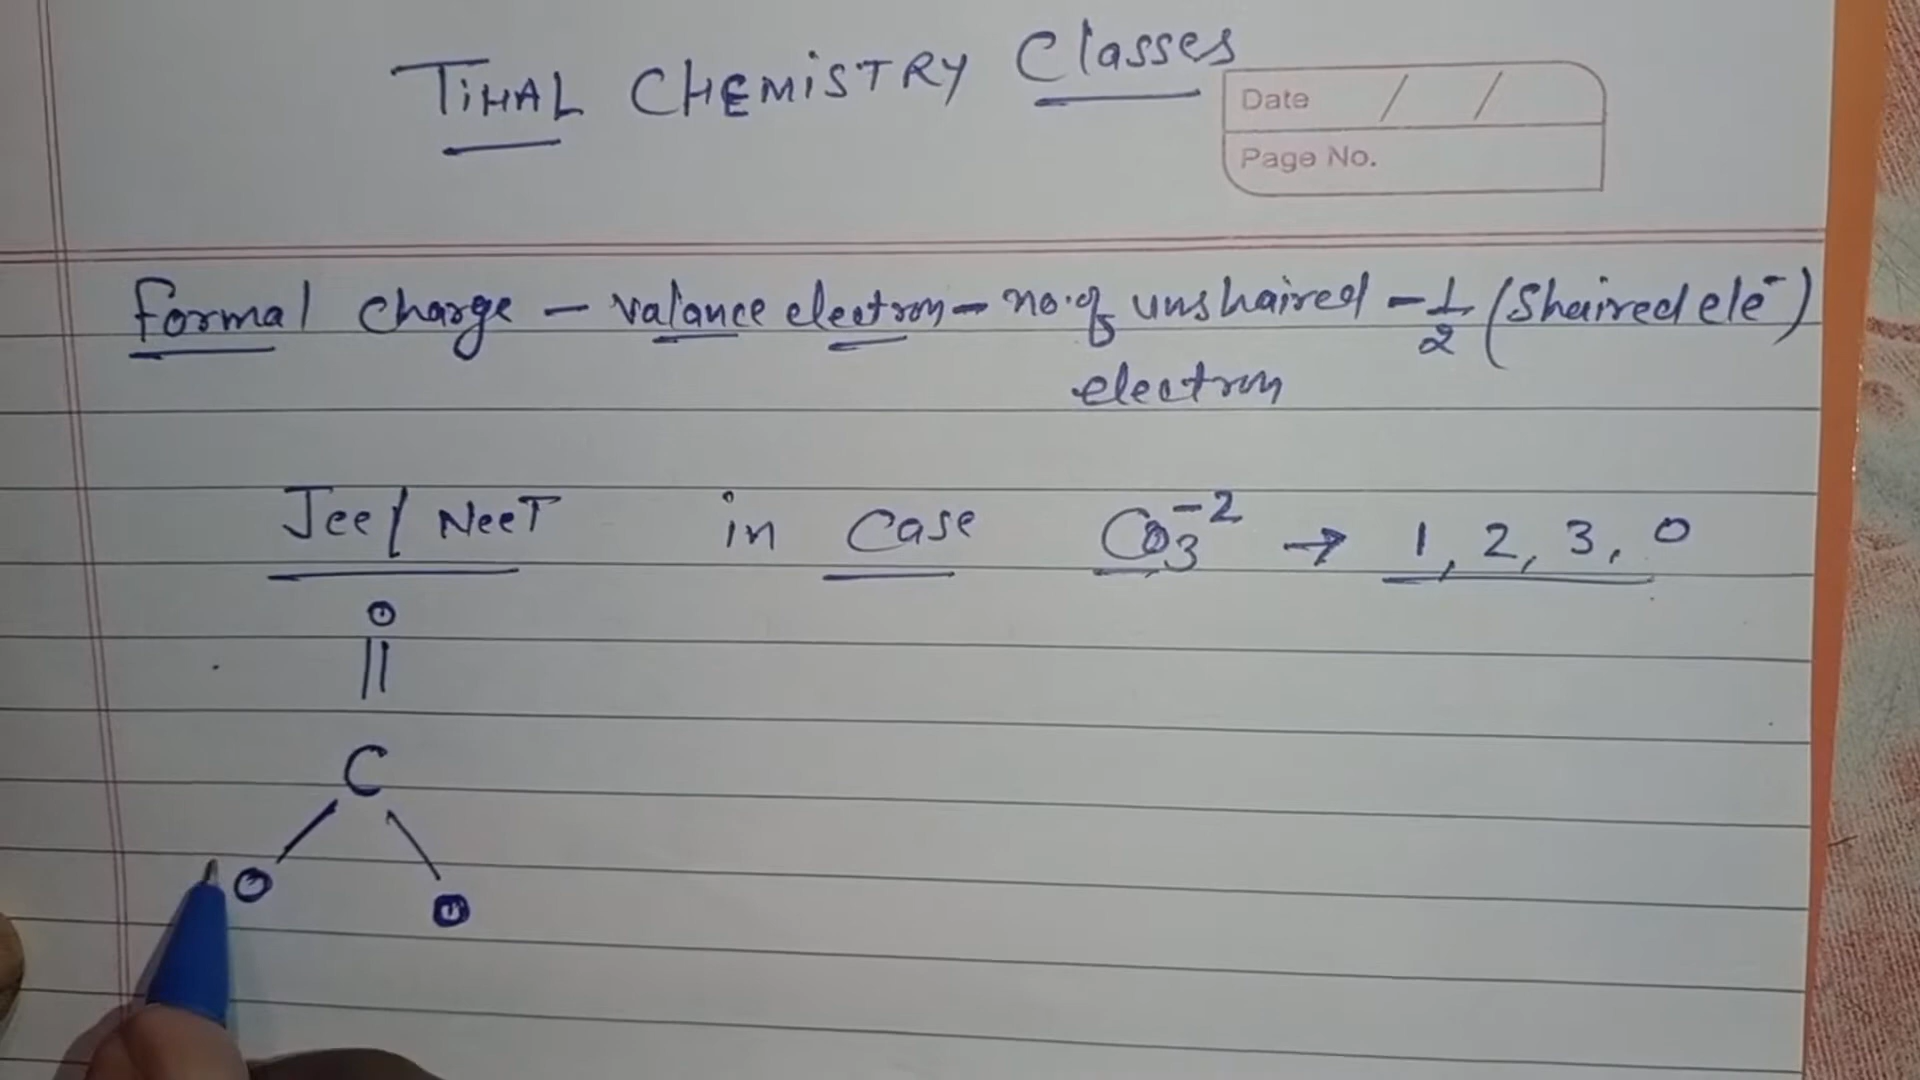 TiHAL CHEMiSTRY Classes
Date / /
Page No.
Formal Charge – valance electron – no. of unshaired – 1/2 (Shaired ele⁻)
electron
Jee/ NeeT in Case CO₃⁻² → 1, 2, 3, 0
O
||
C
O O